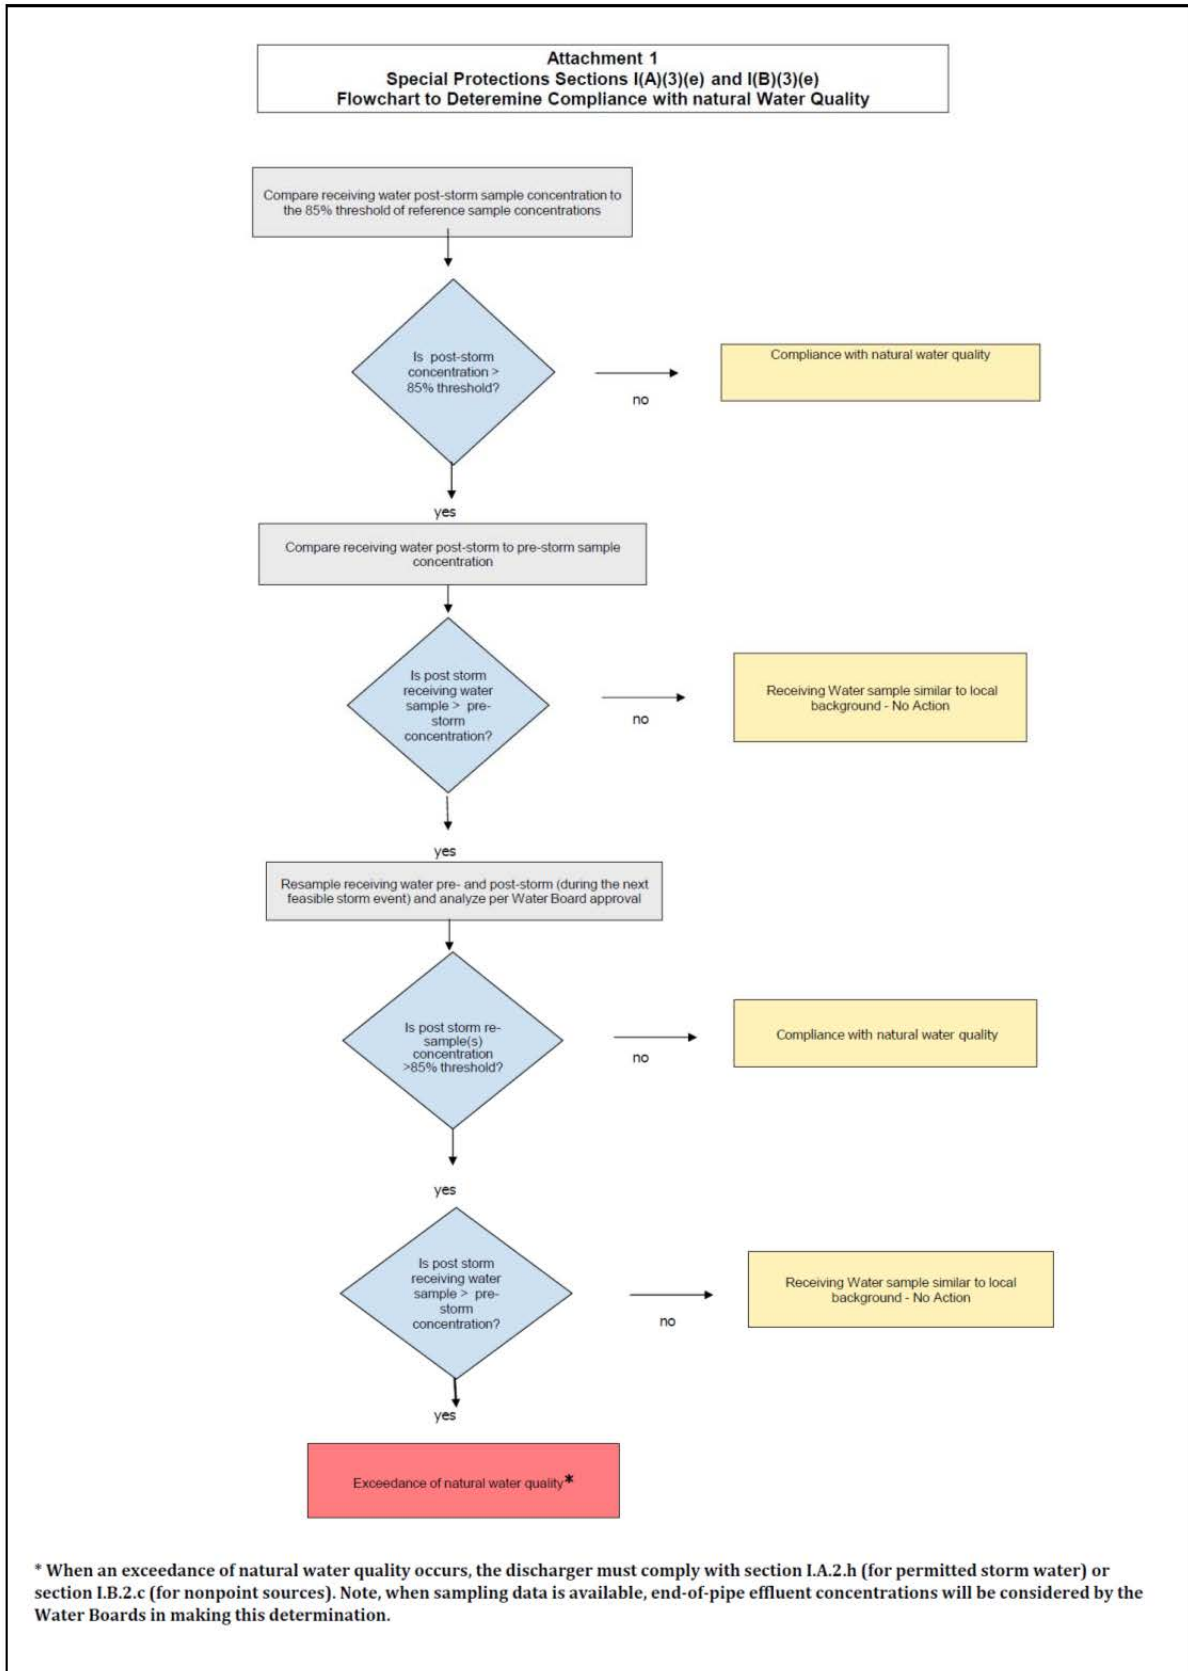 Attachment 1
Special Protections Sections I(A)(3)(e) and I(B)(3)(e)
Flowchart to Deteremine Compliance with natural Water Quality
Compare receiving water post-storm sample concentration to
the 85% threshold of reference sample concentrations
Is post-storm
concentration >
85% threshold?
no
Compliance with natural water quality
yes
Compare receiving water post-storm to pre-storm sample
concentration
Is post storm
receiving water
sample > pre-
storm
concentration?
no
Receiving Water sample similar to local
background - No Action
yes
Resample receiving water pre- and post-storm (during the next
feasible storm event) and analyze per Water Board approval
Is post storm re-
sample(s)
concentration
>85% threshold?
no
Compliance with natural water quality
yes
Is post storm
receiving water
sample > pre-
storm
concentration?
no
Receiving Water sample similar to local
background - No Action
yes
Exceedance of natural water quality*
* When an exceedance of natural water quality occurs, the discharger must comply with section I.A.2.h (for permitted storm water) or
section I.B.2.c (for nonpoint sources). Note, when sampling data is available, end-of-pipe effluent concentrations will be considered by the
Water Boards in making this determination.